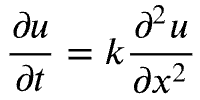 ∂u/∂t = k ∂²u/∂x²